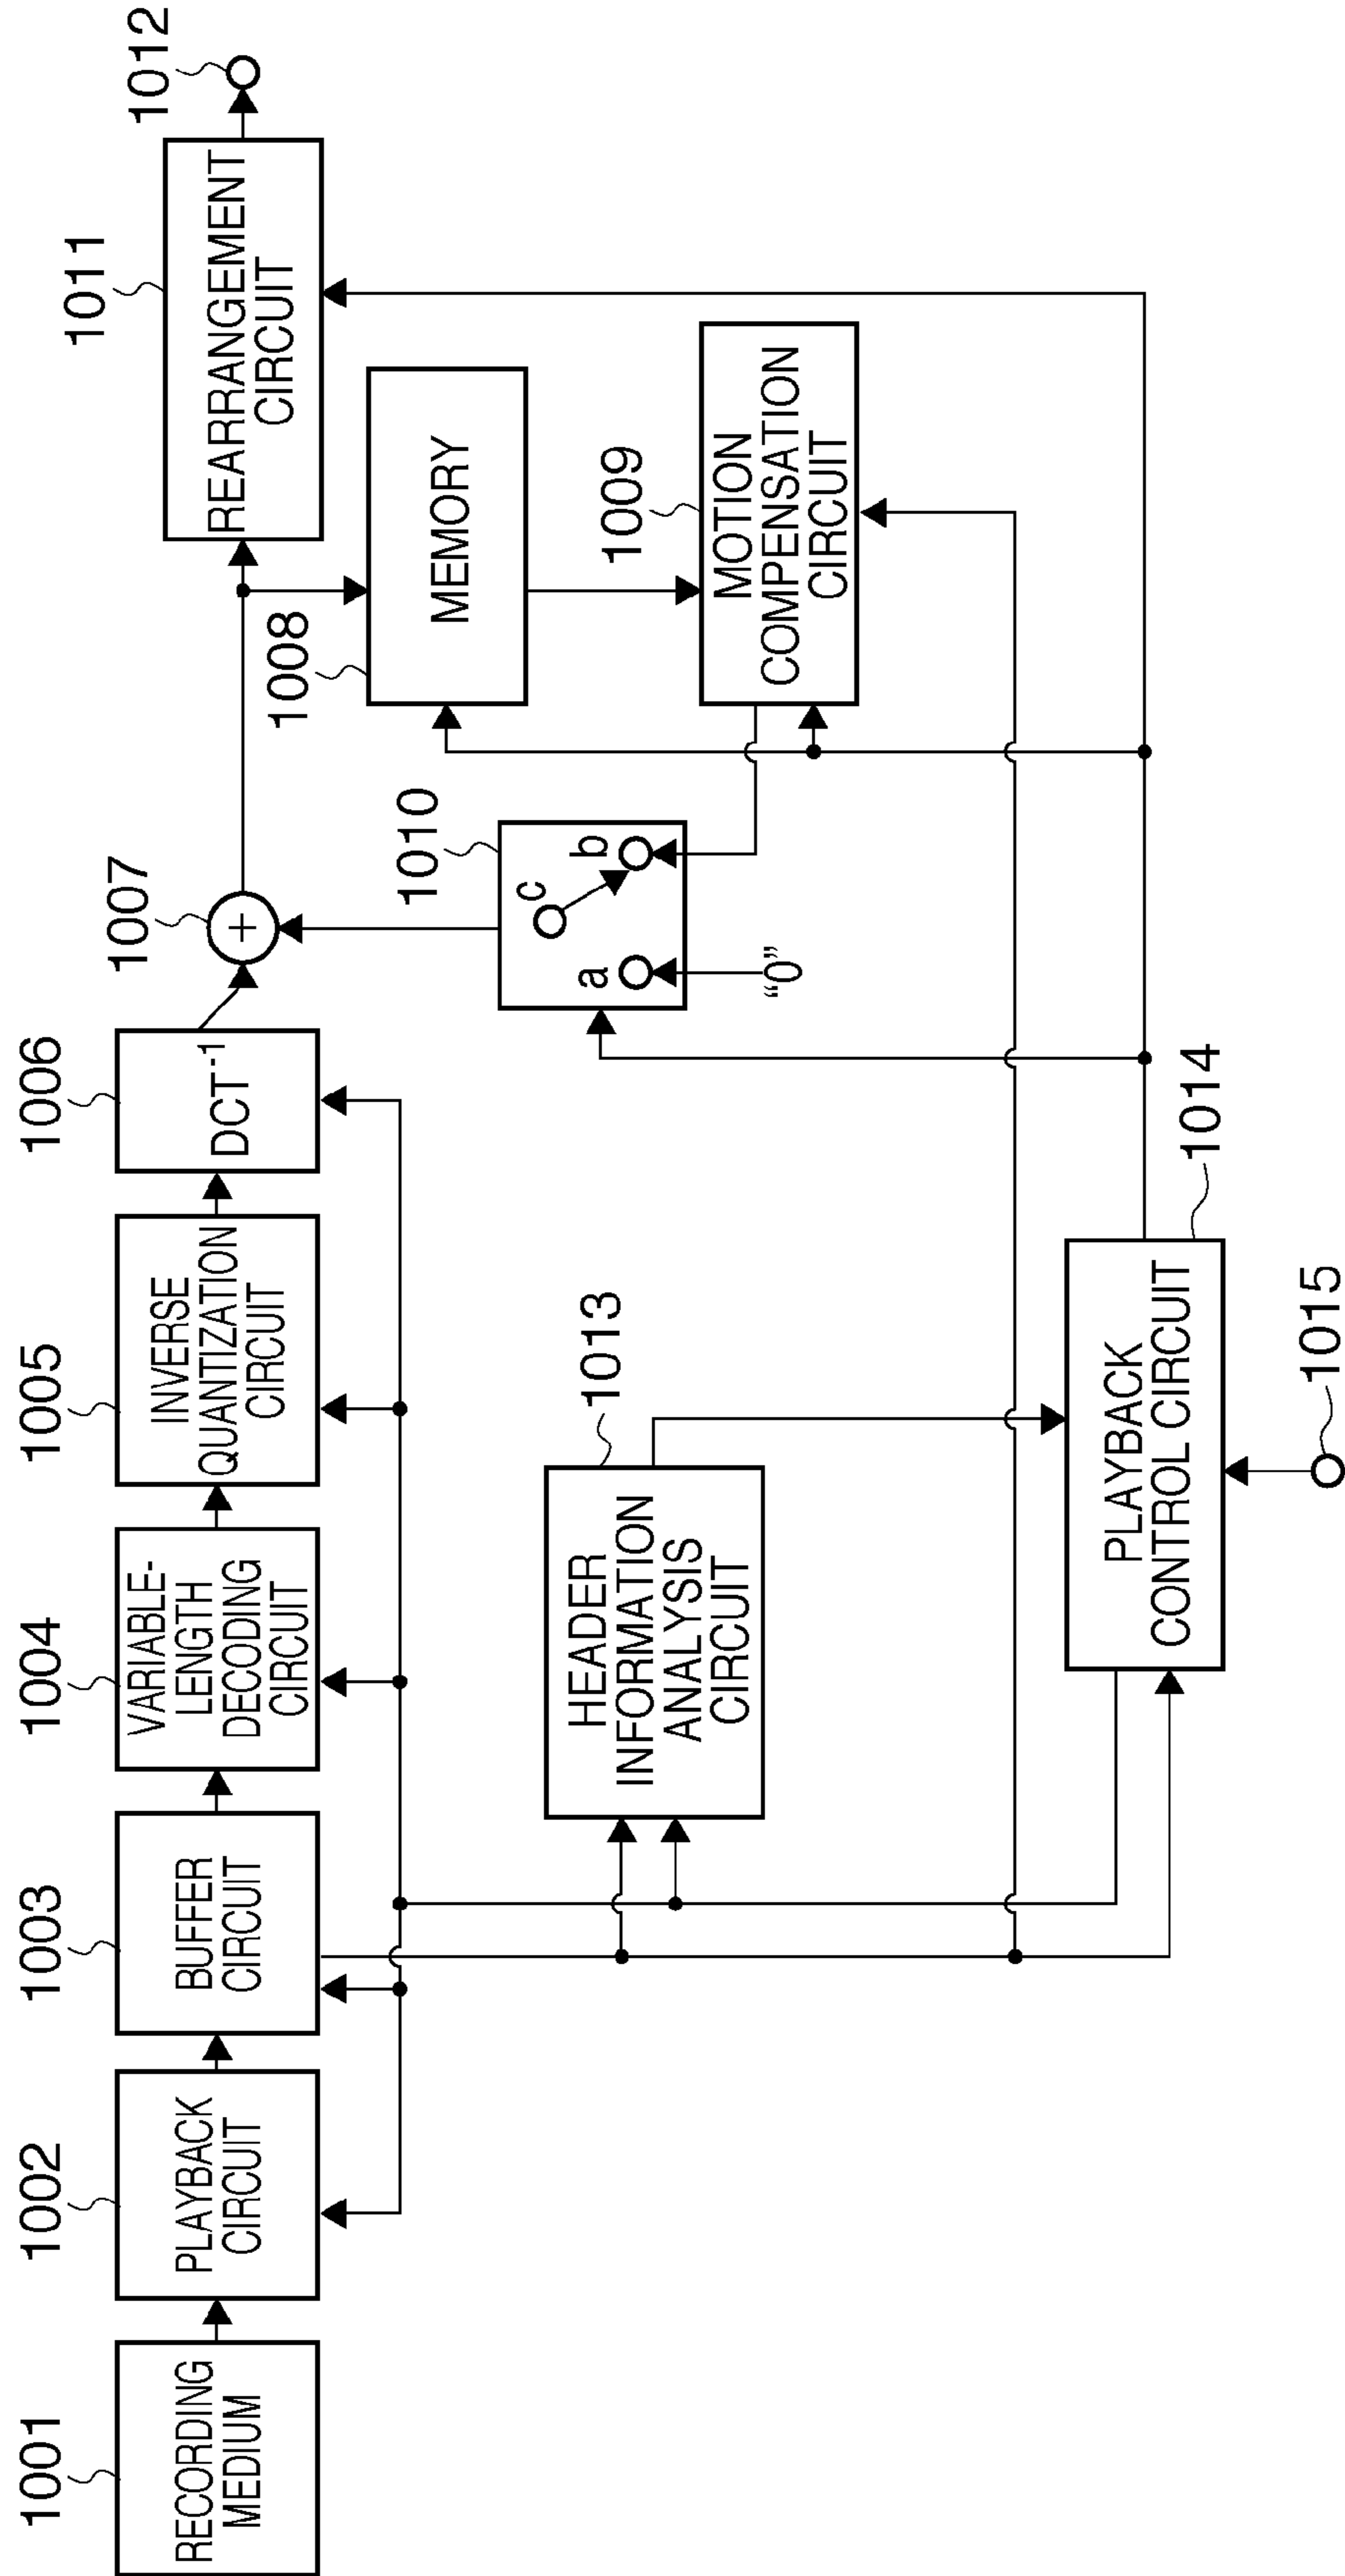 1001
RECORDING
MEDIUM
1002
PLAYBACK
CIRCUIT
1003
BUFFER
CIRCUIT
1004
VARIABLE-
LENGTH
DECODING
CIRCUIT
1005
INVERSE
QUANTIZATION
CIRCUIT
1006
DCT⁻¹
1007
+
1011
REARRANGEMENT
CIRCUIT
1012
1008
MEMORY
1009
MOTION
COMPENSATION
CIRCUIT
1010
c
a
b
“0”
1013
HEADER
INFORMATION
ANALYSIS
CIRCUIT
1014
PLAYBACK
CONTROL CIRCUIT
1015